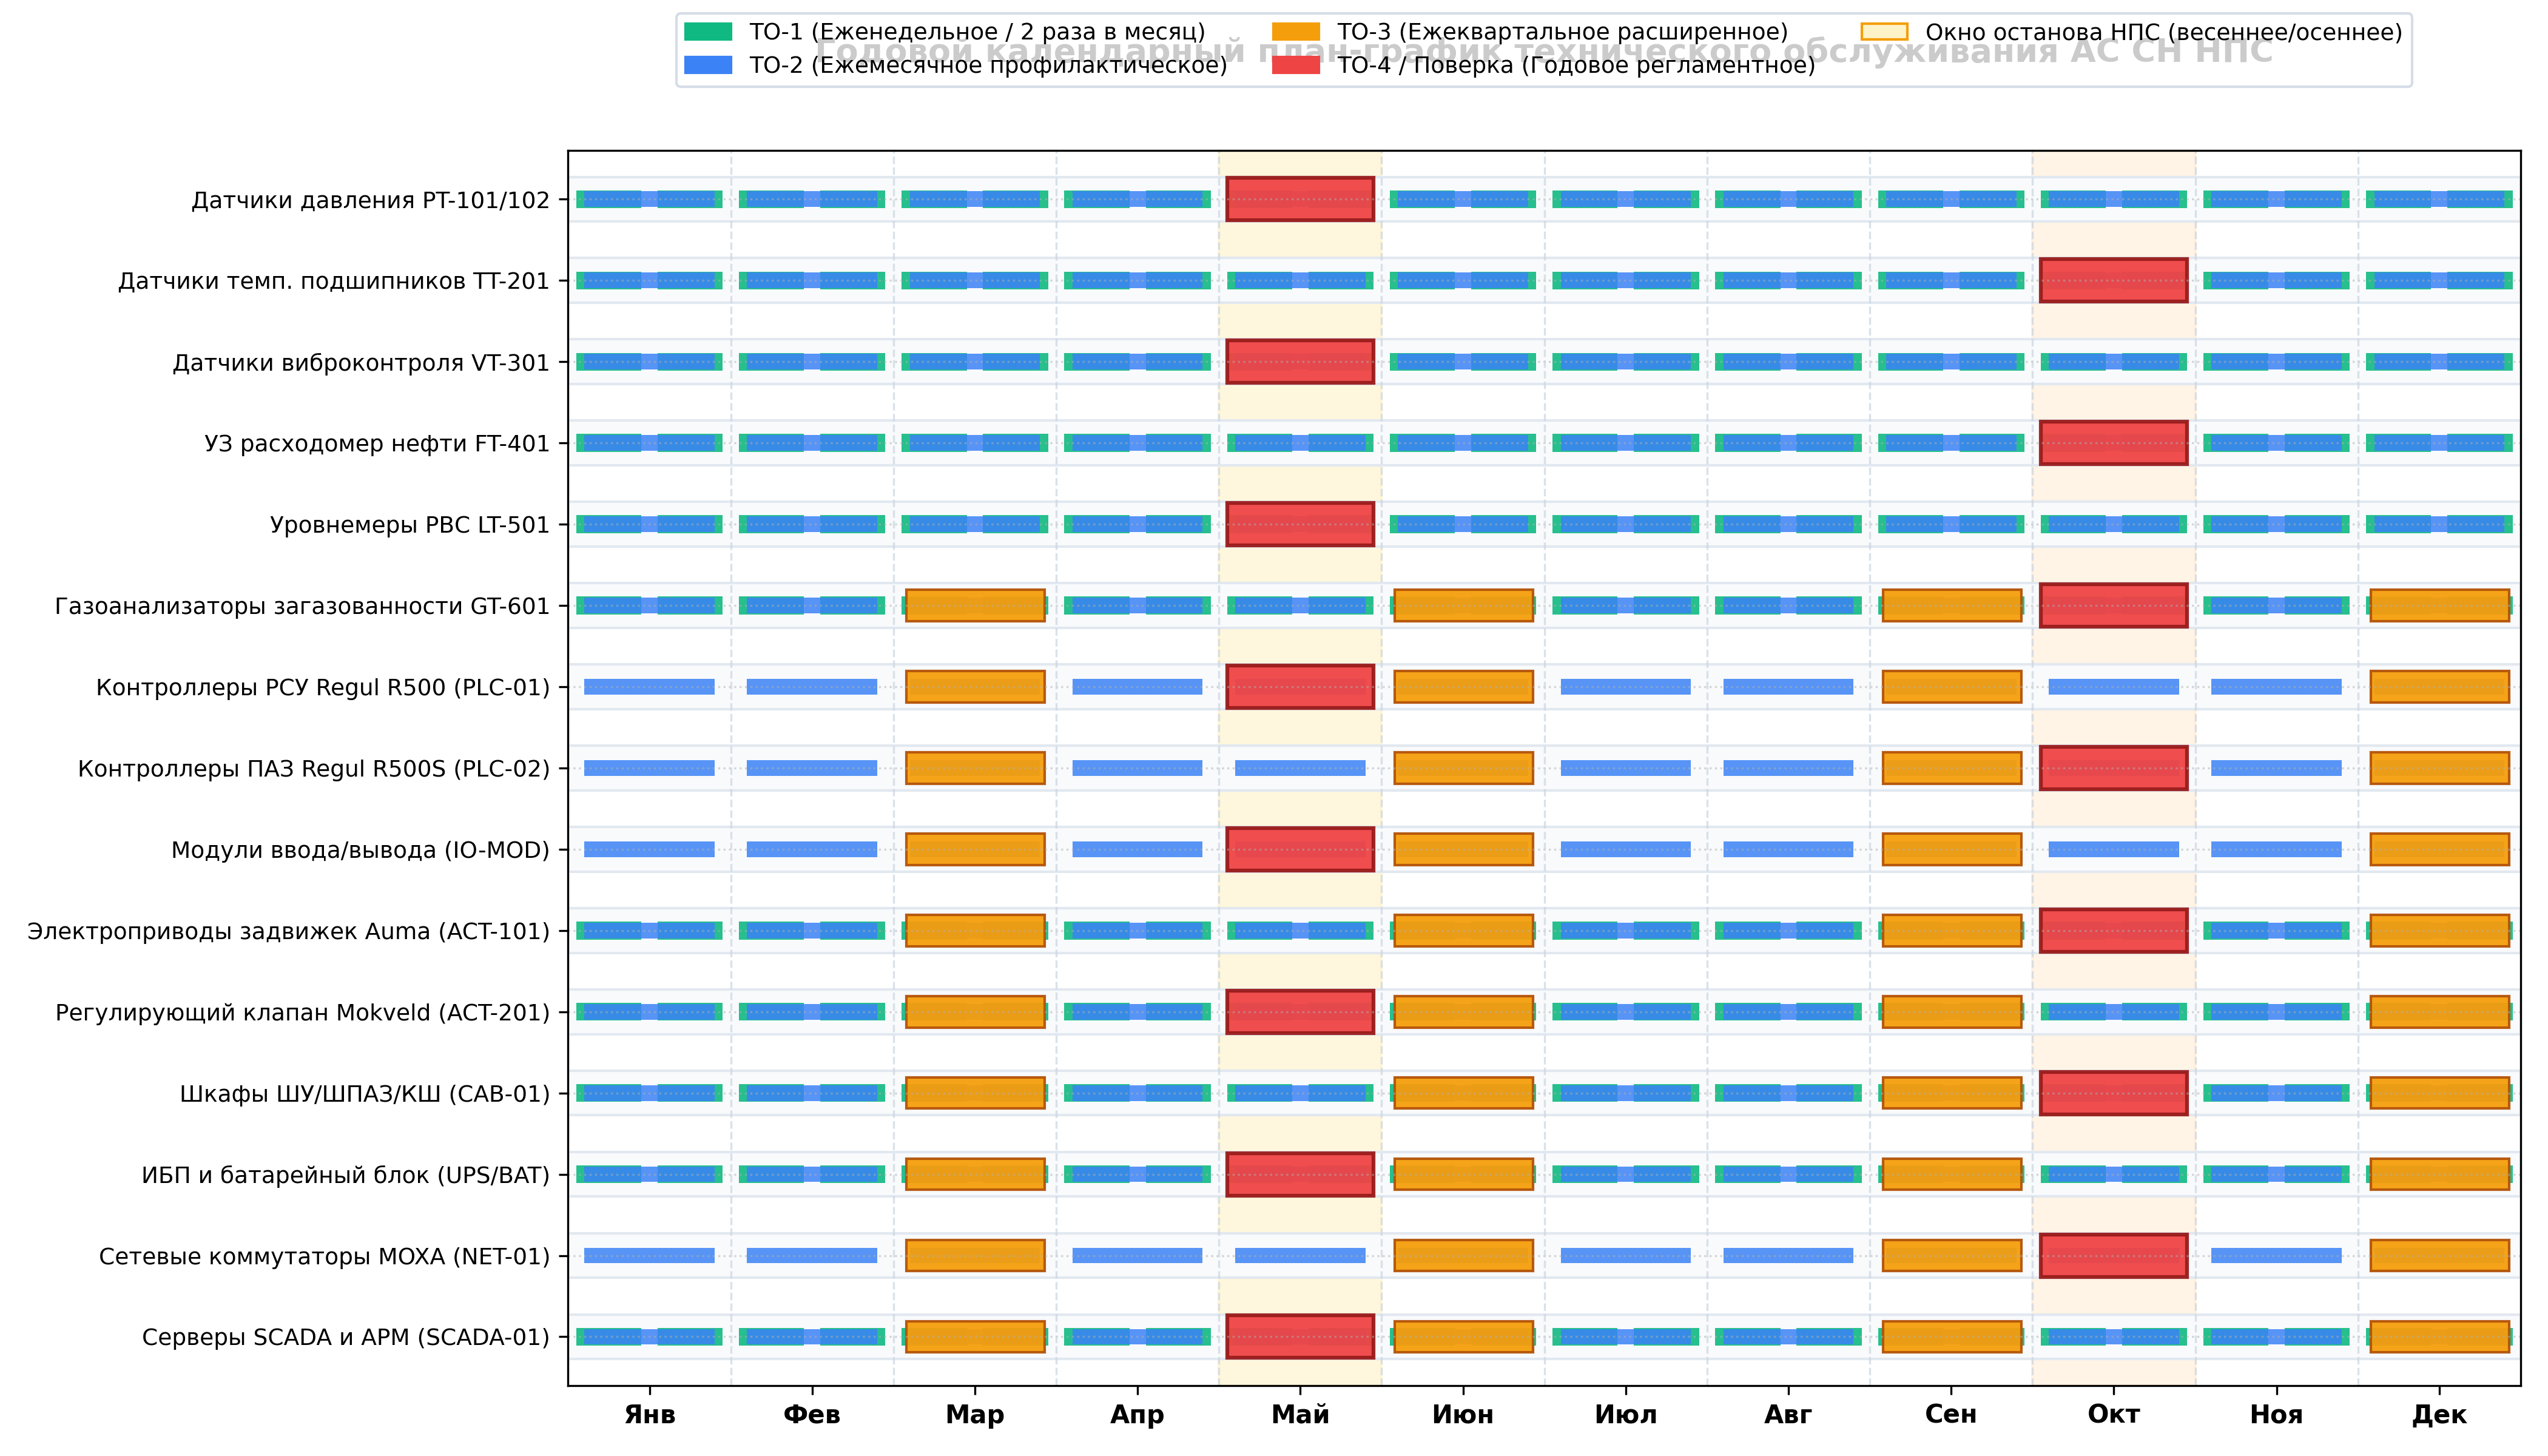 Годовой календарный план-график технического обслуживания АС СН НПС
ТО-1 (Еженедельное / 2 раза в месяц)
ТО-2 (Ежемесячное профилактическое)
ТО-3 (Ежеквартальное расширенное)
ТО-4 / Поверка (Годовое регламентное)
Окно останова НПС (весеннее/осеннее)
Датчики давления PT-101/102
Датчики темп. подшипников TT-201
Датчики виброконтроля VT-301
УЗ расходомер нефти FT-401
Уровнемеры РВС LT-501
Газоанализаторы загазованности GT-601
Контроллеры РСУ Regul R500 (PLC-01)
Контроллеры ПАЗ Regul R500S (PLC-02)
Модули ввода/вывода (IO-MOD)
Электроприводы задвижек Auma (ACT-101)
Регулирующий клапан Mokveld (ACT-201)
Шкафы ШУ/ШПАЗ/КШ (CAB-01)
ИБП и батарейный блок (UPS/BAT)
Сетевые коммутаторы MOXA (NET-01)
Серверы SCADA и АРМ (SCADA-01)
Янв Фев Мар Апр Май Июн Июл Авг Сен Окт Ноя Дек